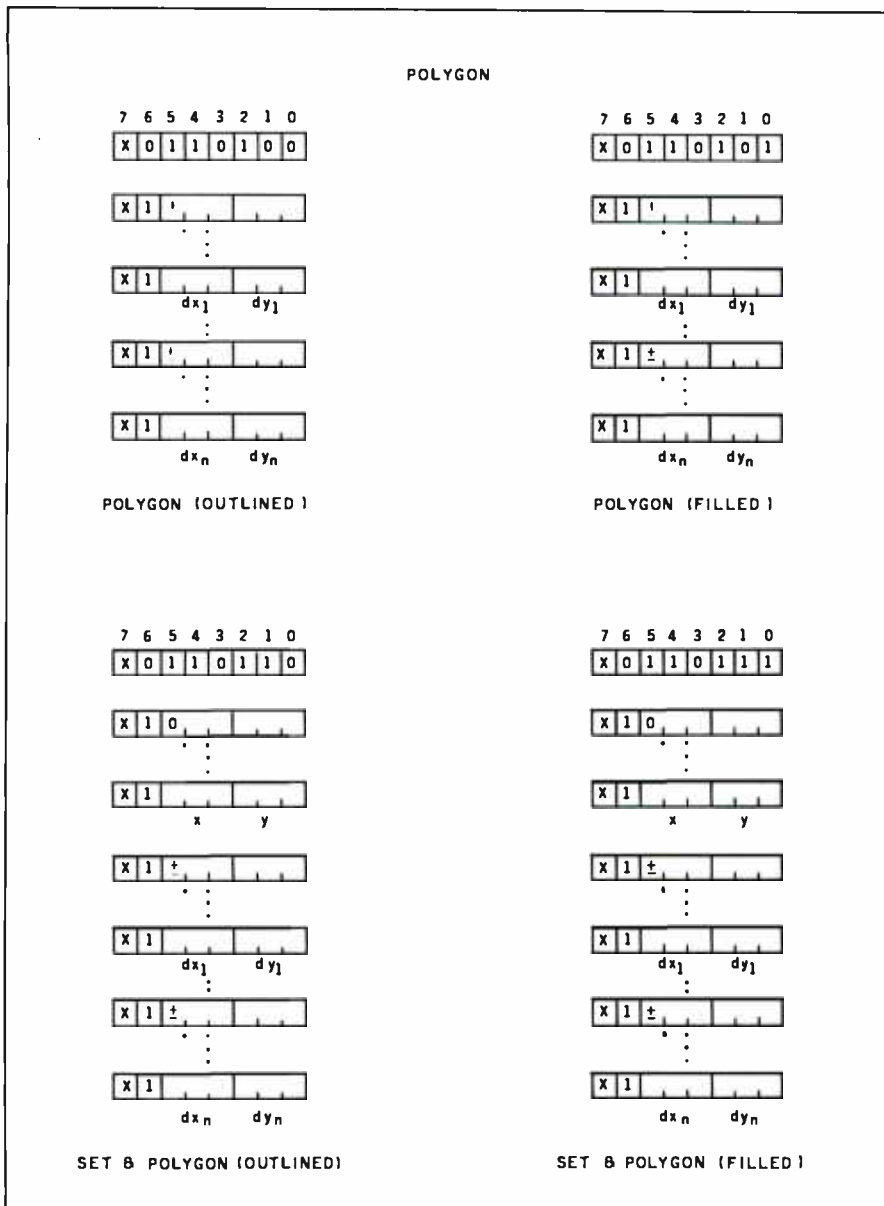 POLYGON
7 6 5 4 3 2 1 0
X 0 1 1 0 1 0 0
X 1
X 1
dx1 dy1
X 1
X 1
dxn dyn
POLYGON (OUTLINED)
7 6 5 4 3 2 1 0
X 0 1 1 0 1 0 1
X 1
X 1
dx1 dy1
X 1 ±
X 1
dxn dyn
POLYGON (FILLED)
7 6 5 4 3 2 1 0
X 0 1 1 0 1 1 0
X 1 0
X 1
x y
X 1 ±
X 1
dx1 dy1
X 1 ±
X 1
dxn dyn
SET & POLYGON (OUTLINED)
7 6 5 4 3 2 1 0
X 0 1 1 0 1 1 1
X 1 0
X 1
x y
X 1 ±
X 1
dx1 dy1
X 1 ±
X 1
dxn dyn
SET & POLYGON (FILLED)